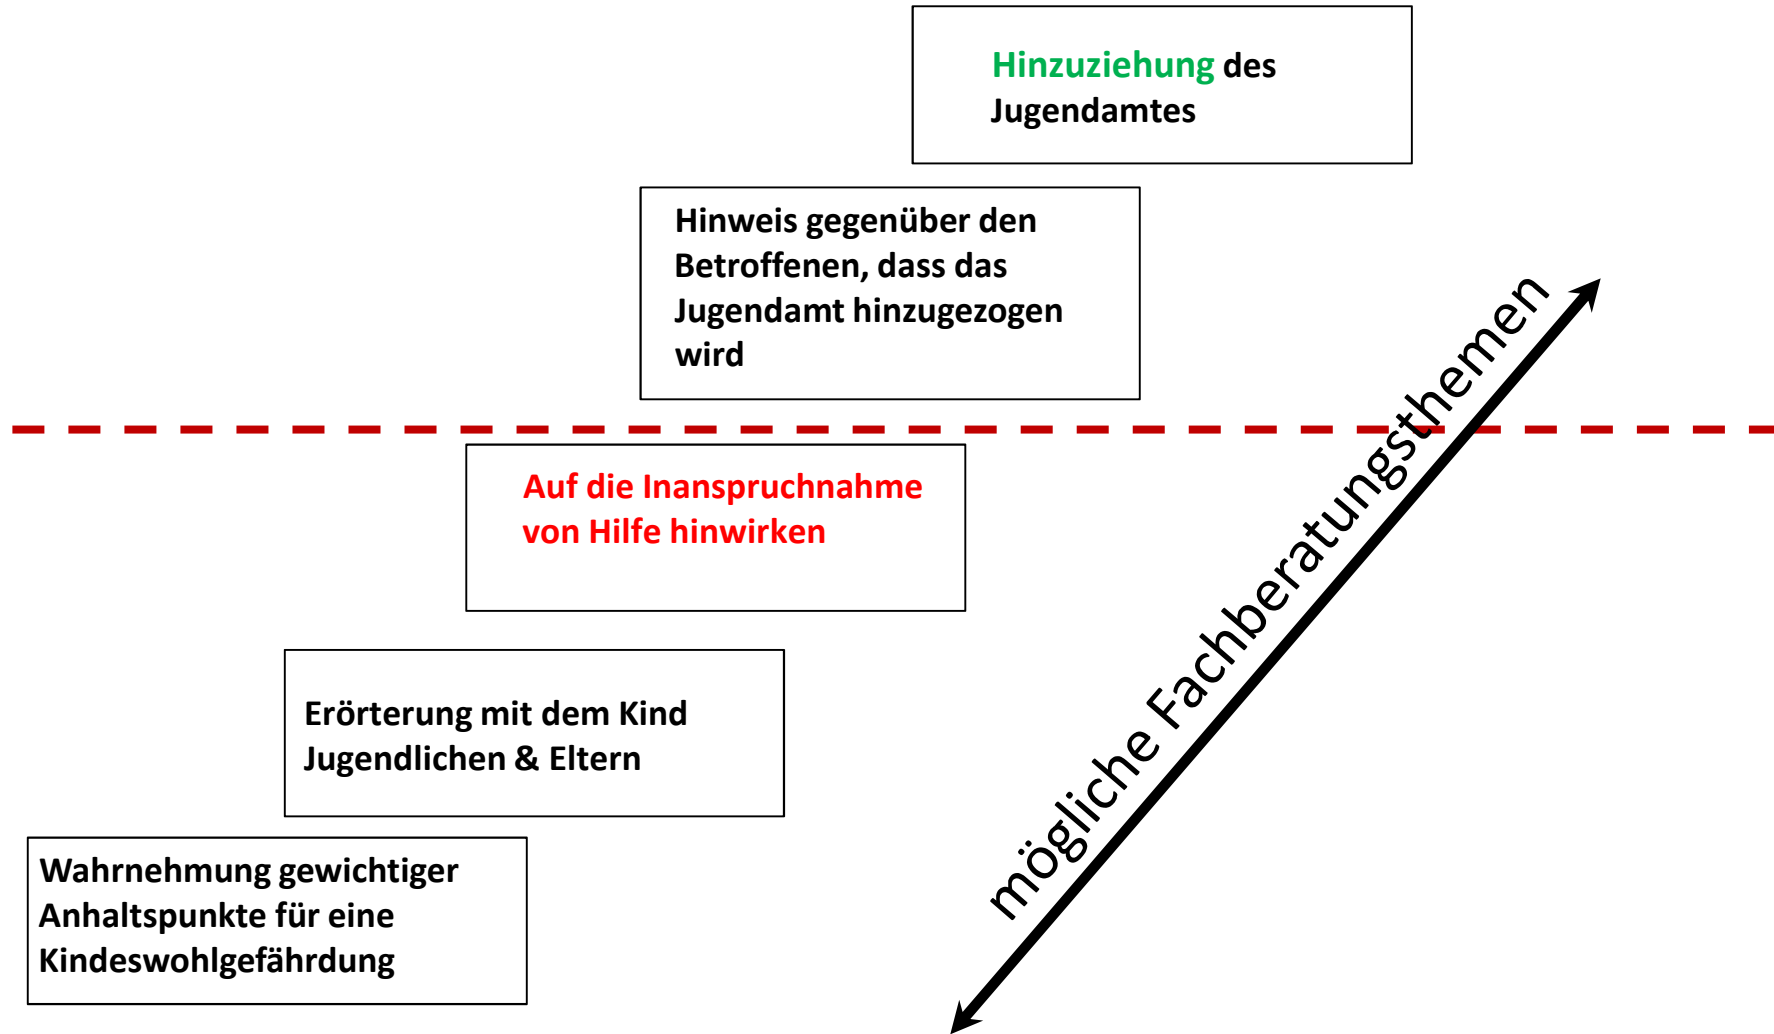 Hinzuziehung des
Jugendamtes
Hinweis gegenüber den
Betroffenen, dass das
Jugendamt hinzugezogen
wird
Auf die Inanspruchnahme
von Hilfe hinwirken
Erörterung mit dem Kind
Jugendlichen & Eltern
Wahrnehmung gewichtiger
Anhaltspunkte für eine
Kindeswohlgefährdung
mögliche Fachberatungsthemen